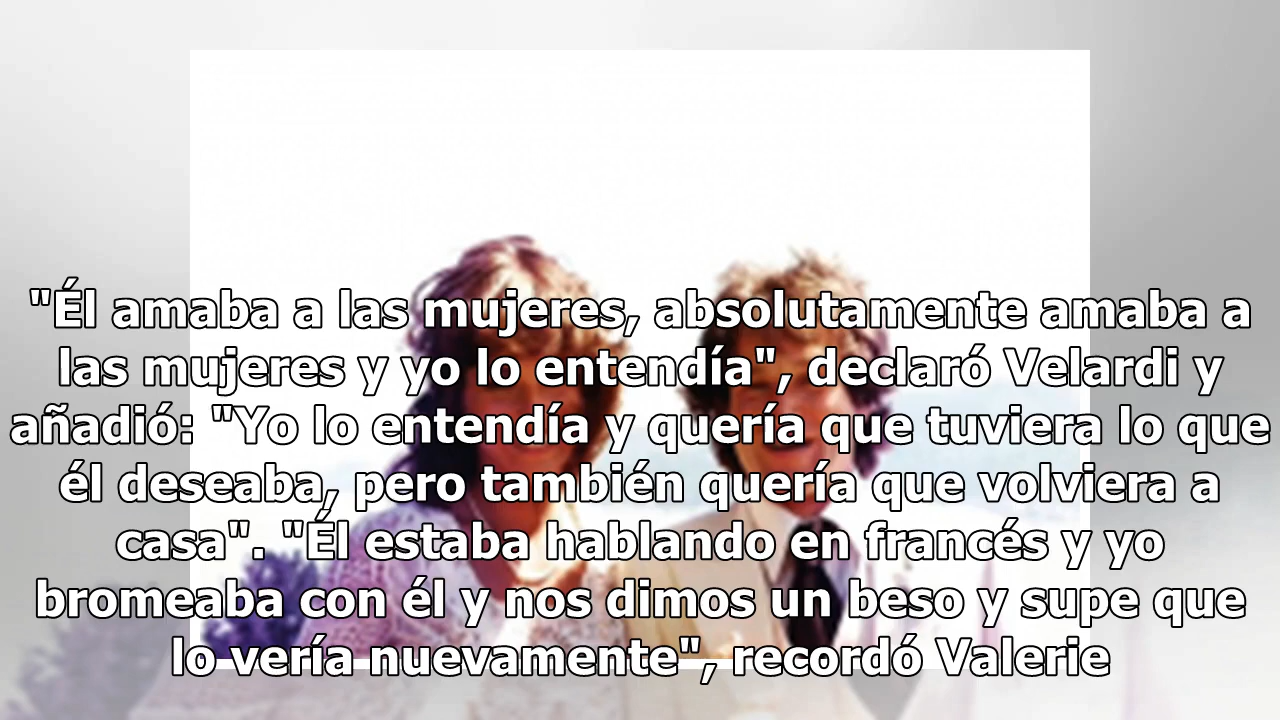 "Él amaba a las mujeres, absolutamente amaba a
las mujeres y yo lo entendía", declaró Velardi y
añadió: "Yo lo entendía y quería que tuviera lo que
él deseaba, pero también quería que volviera a
casa". "Él estaba hablando en francés y yo
bromeaba con él y nos dimos un beso y supe que
lo vería nuevamente", recordó Valerie